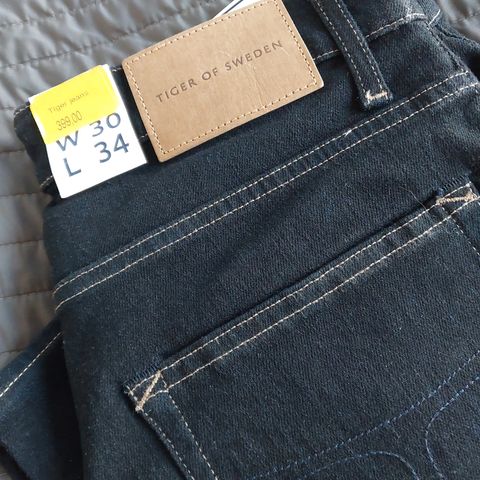 TIGER OF SWEDEN
Tiger jeans
399.00
W 30
L 34